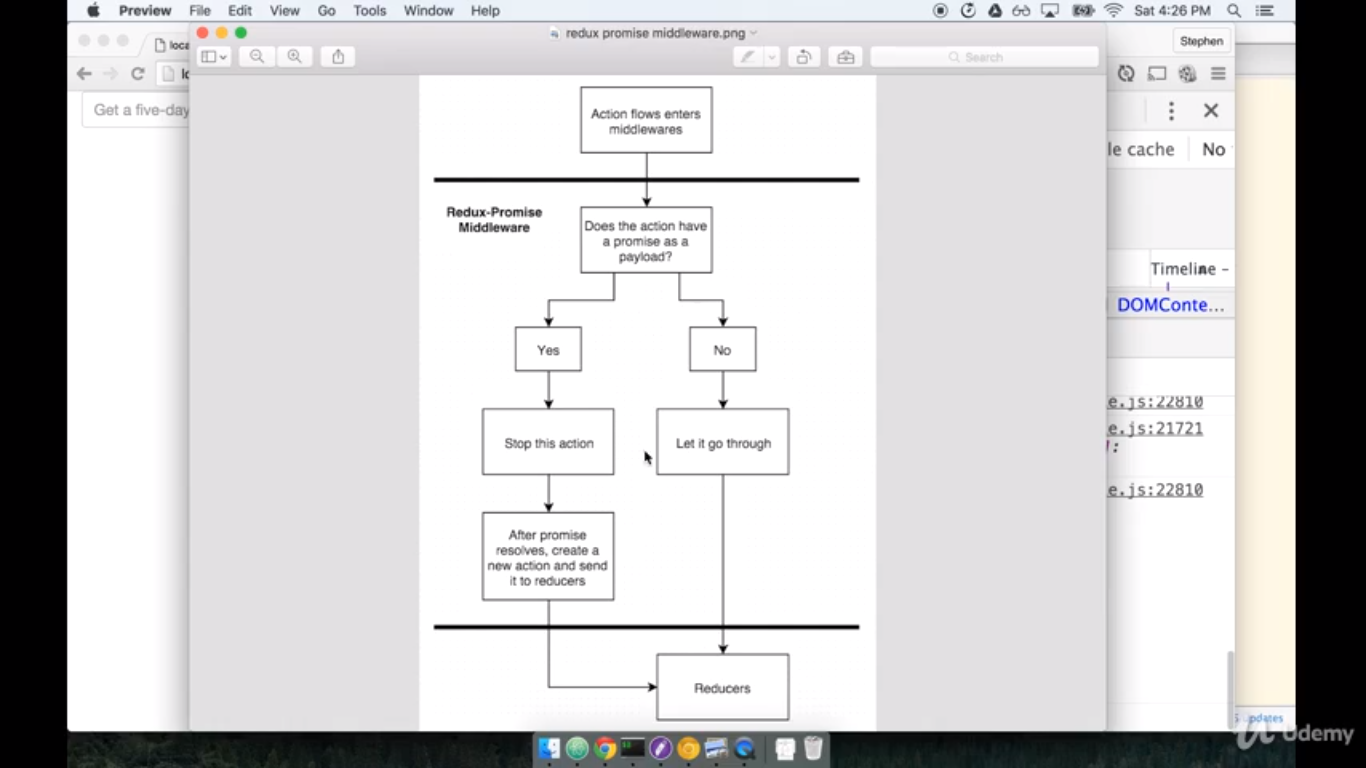 Preview File Edit View Go Tools Window Help Sat 4:26 PM
redux promise middleware.png
loca
Stephen
Search
Get a five-day
Action flows enters
middlewares
le cache No
Redux-Promise
Middleware
Does the action have
a promise as a
payload?
Timeline -
DOMConte...
Yes
No
e.js:22810
e.js:21721
:
e.js:22810
Stop this action
Let it go through
After promise
resolves, create a
new action and send
it to reducers
Reducers
updates
Udemy